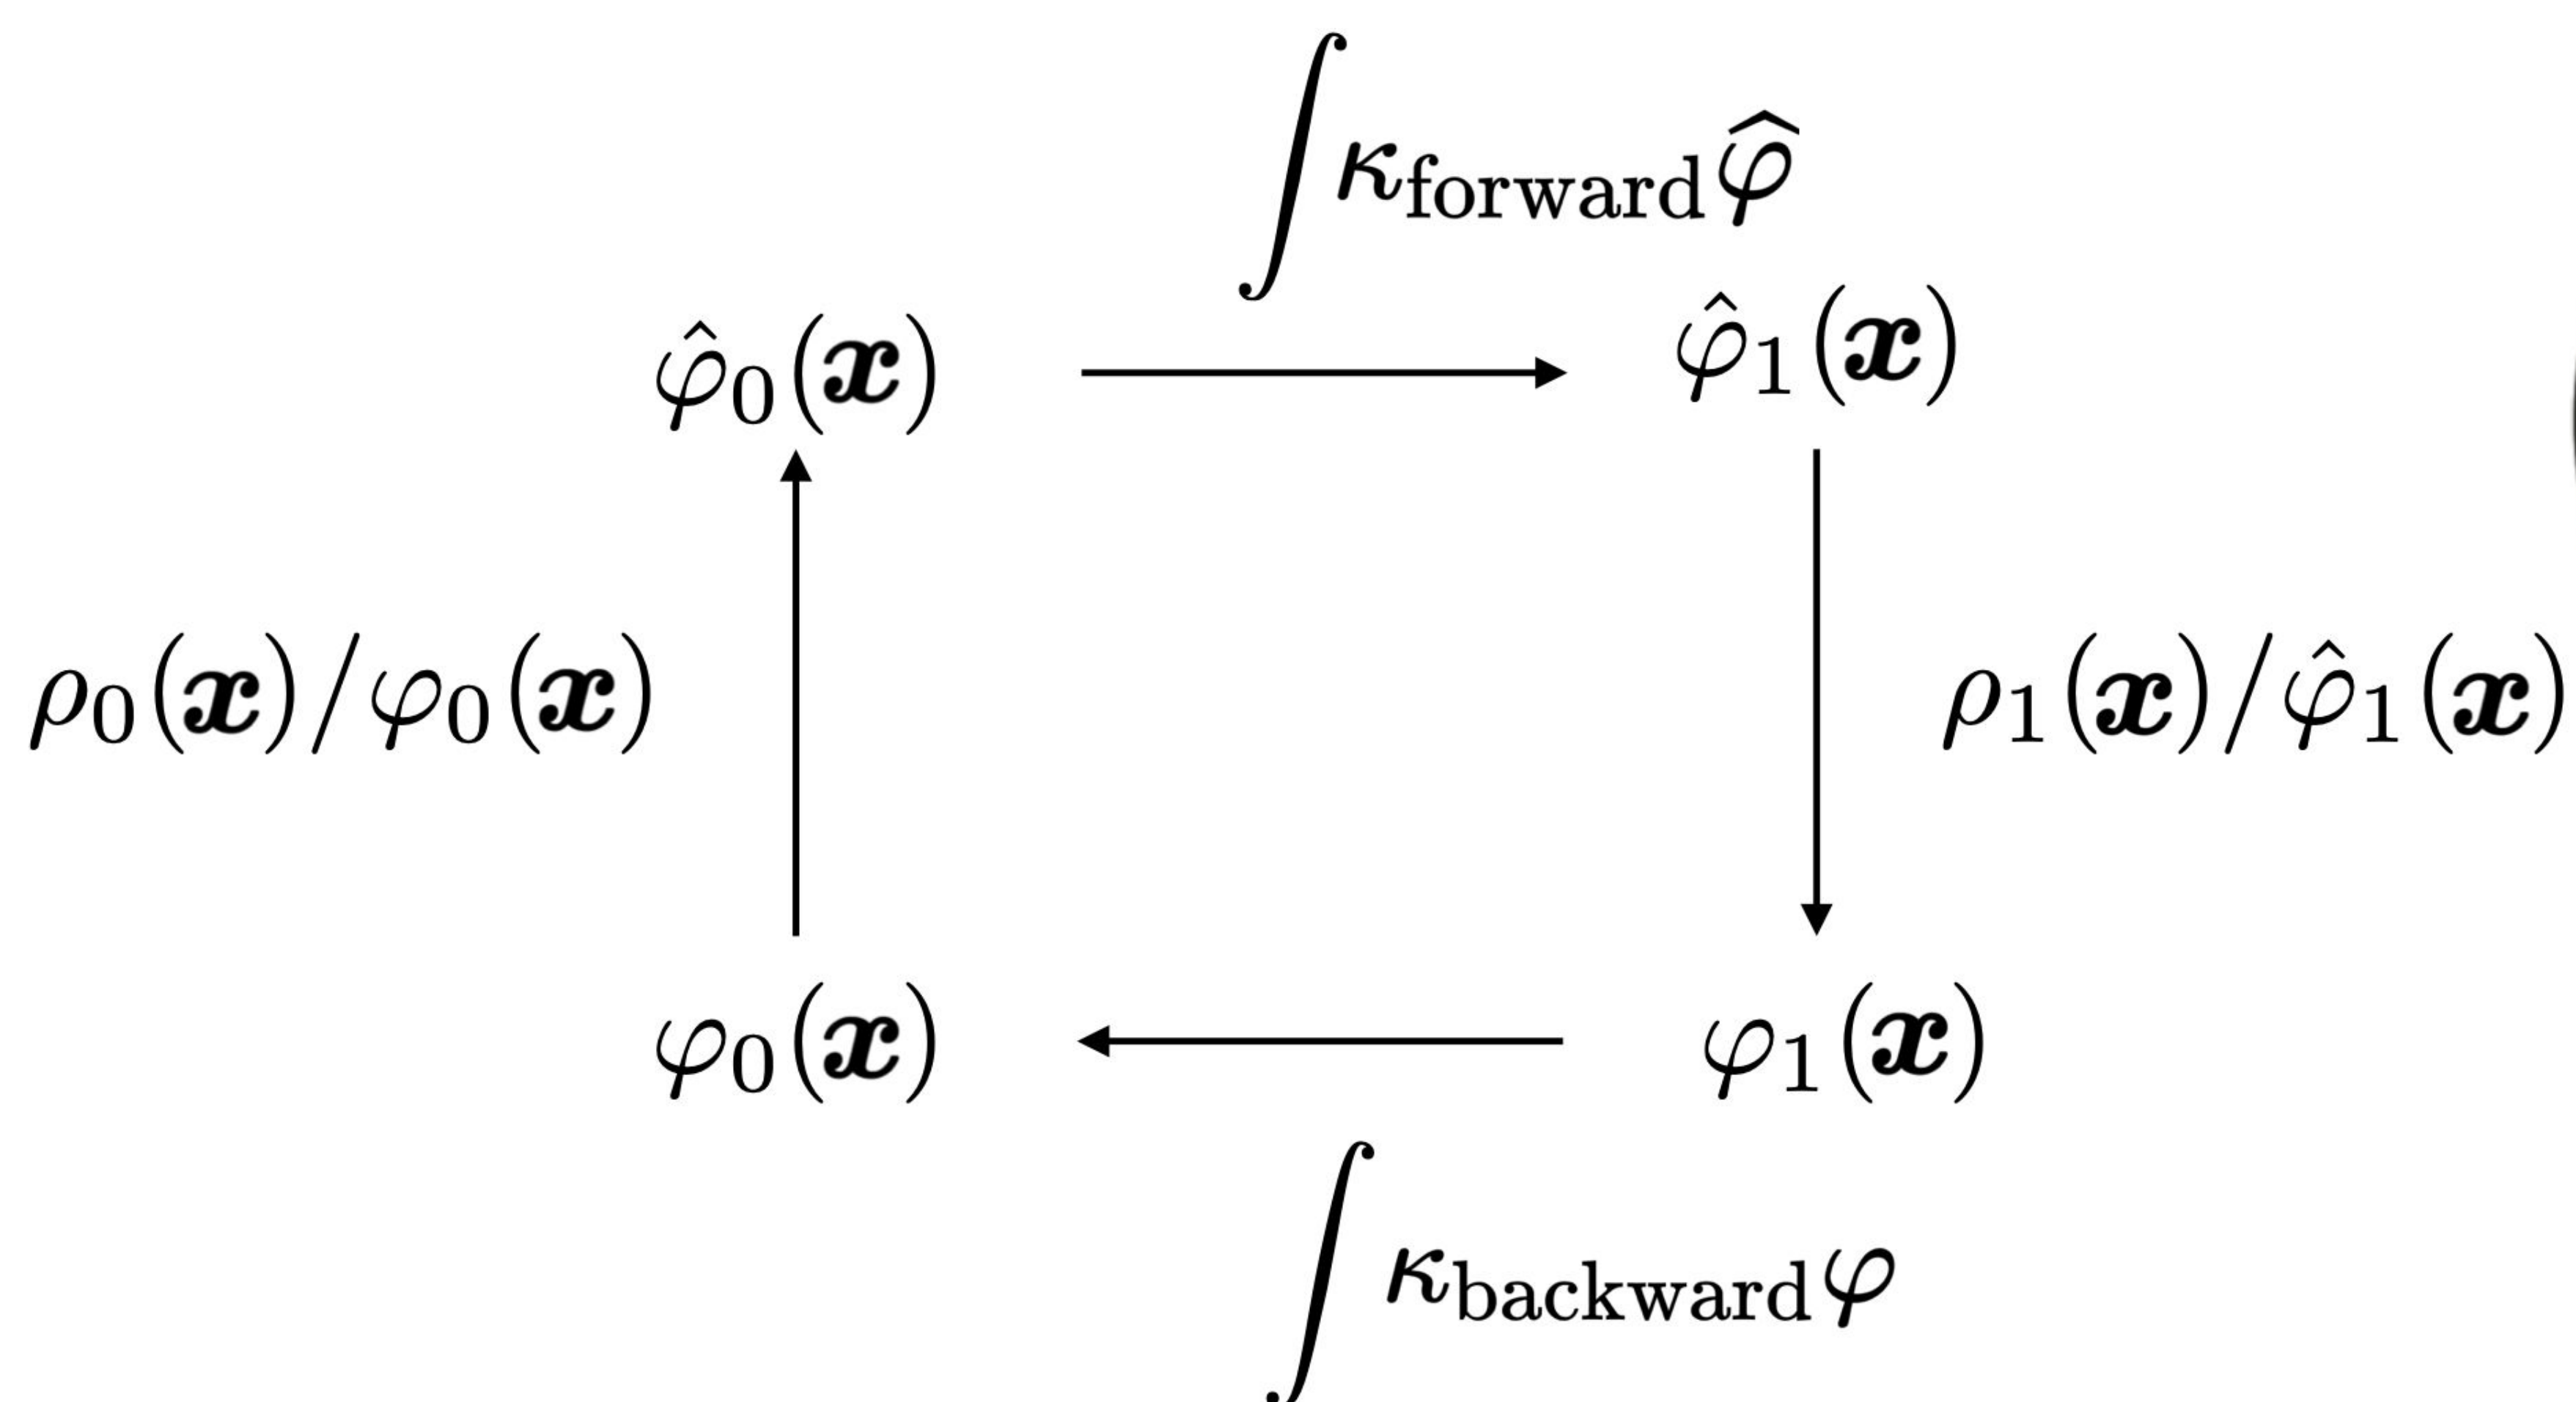 ∫κ_forward φ̂
φ̂₀(𝒙) φ̂₁(𝒙)
ρ₀(𝒙)/φ₀(𝒙) ρ₁(𝒙)/φ̂₁(𝒙)
φ₀(𝒙) φ₁(𝒙)
∫κ_backward φ